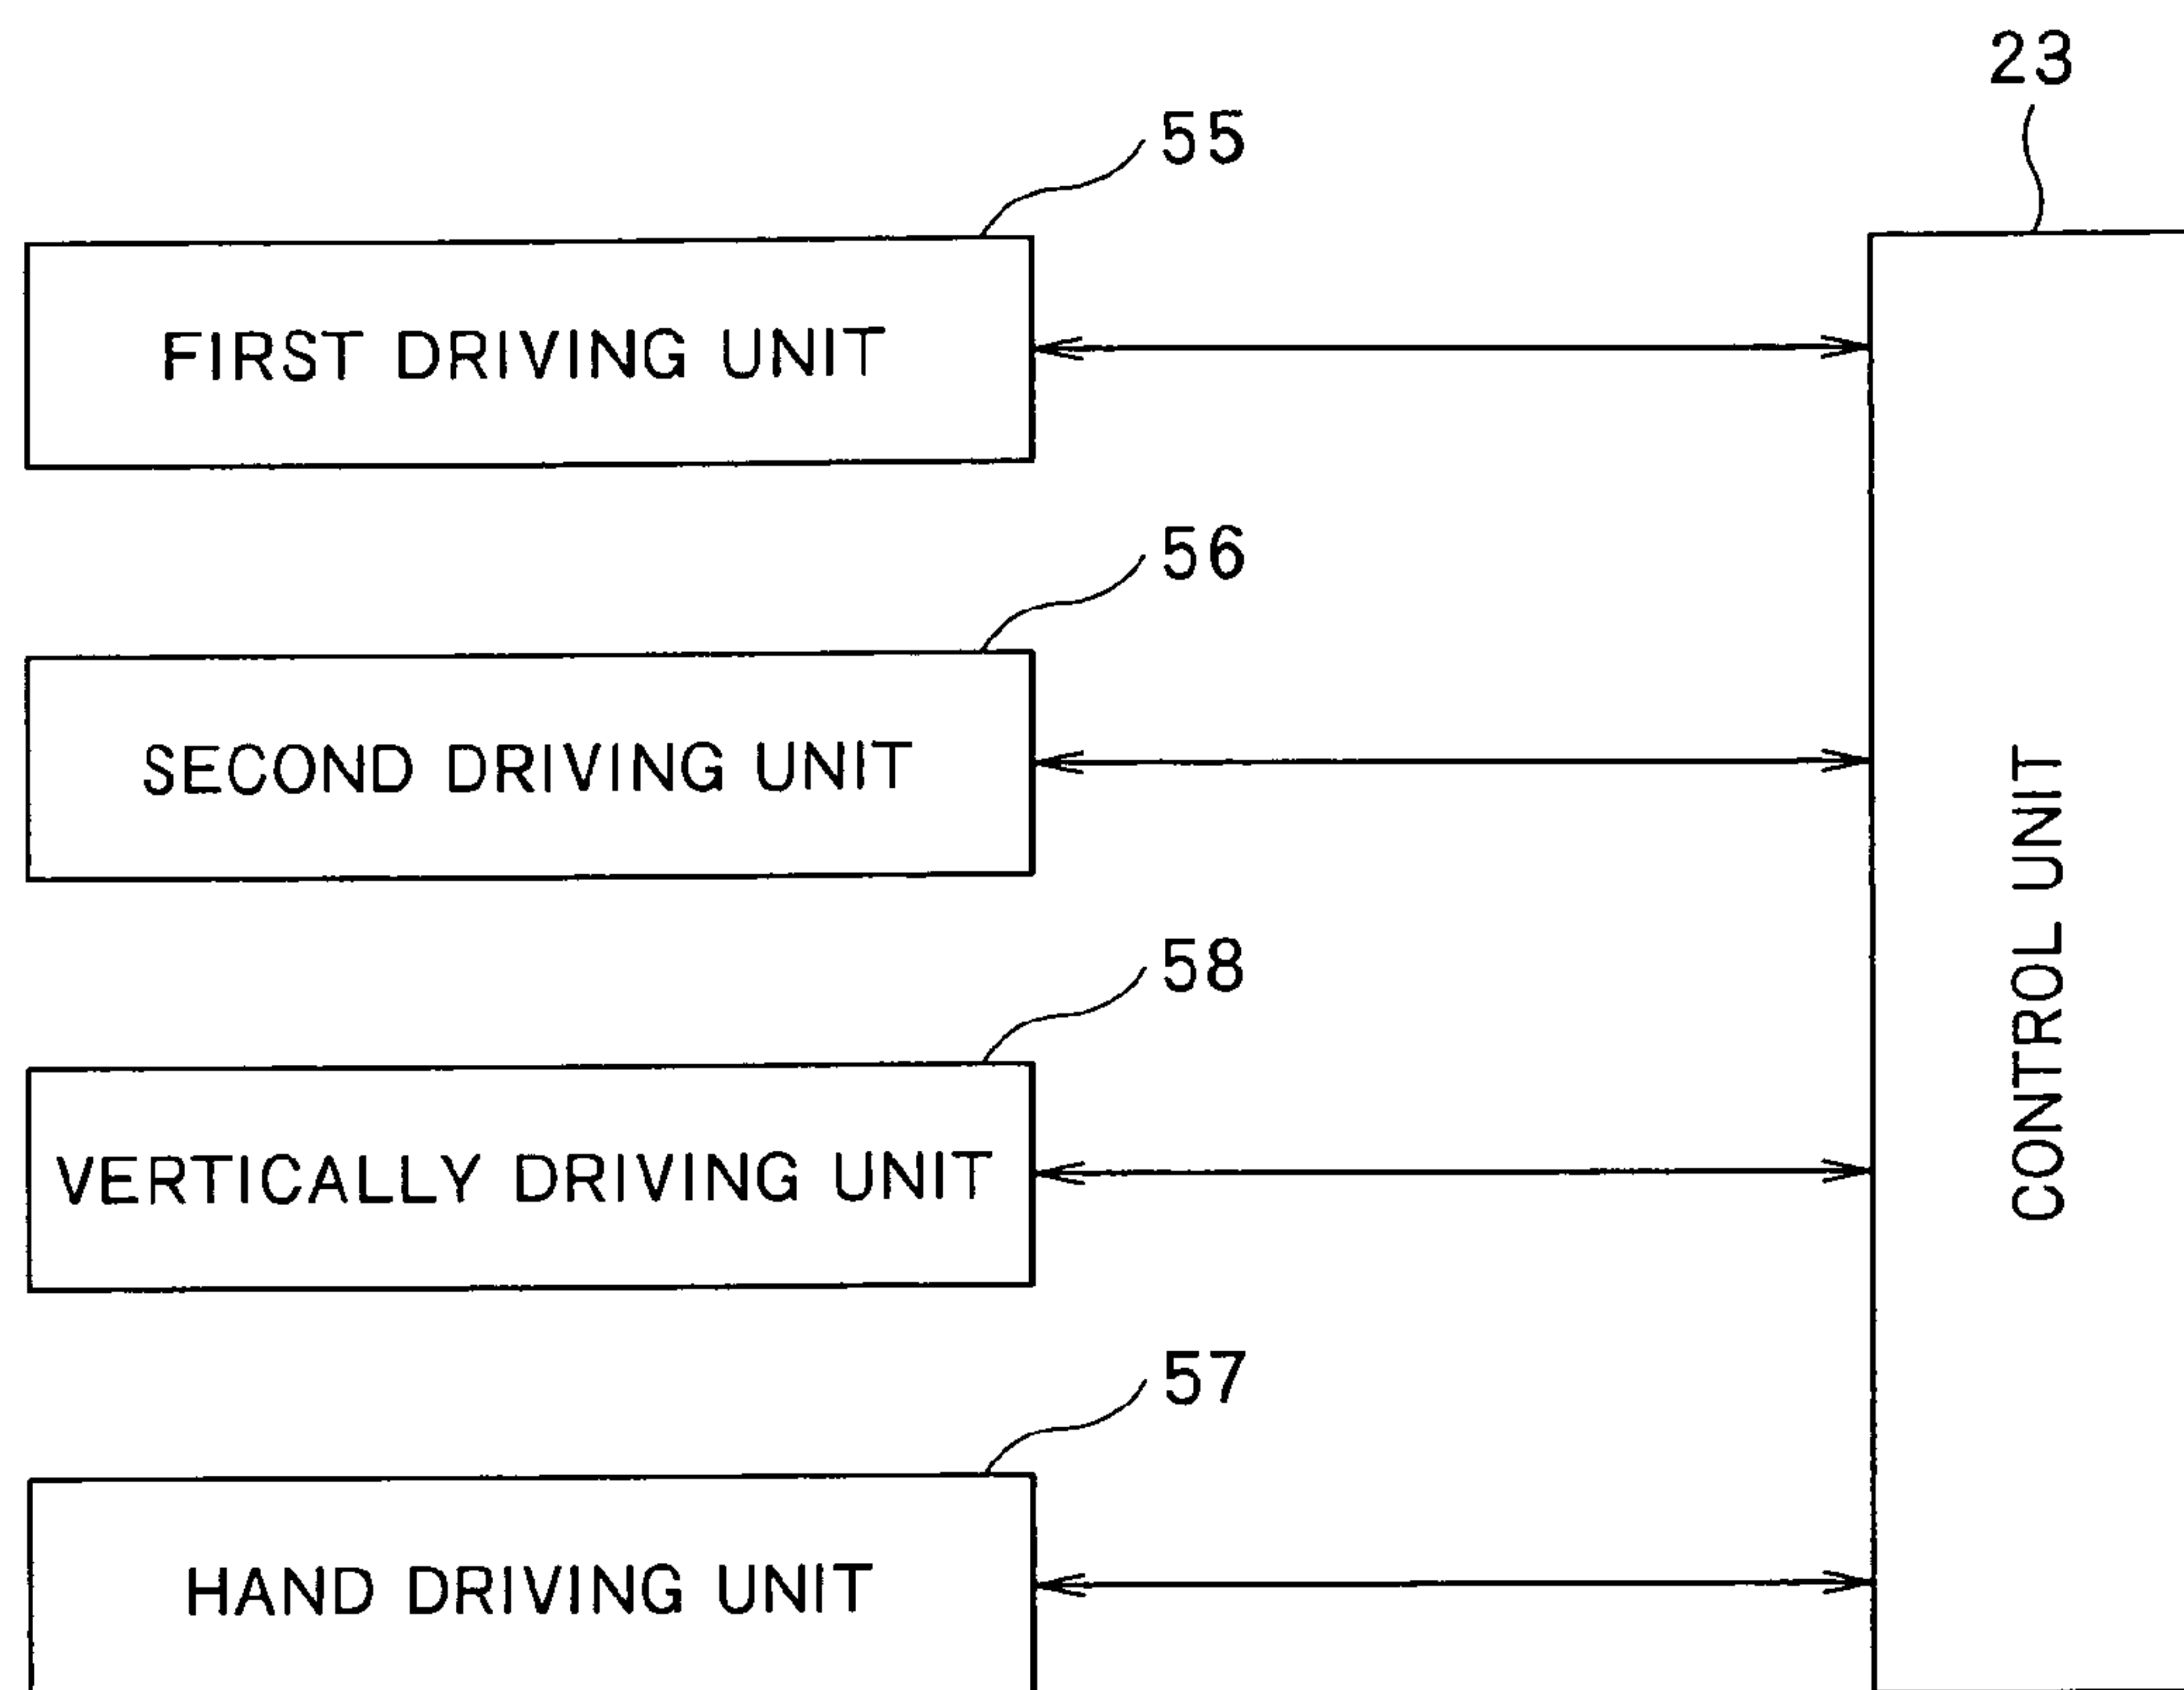 23
55
FIRST DRIVING UNIT
56
SECOND DRIVING UNIT
CONTROL UNIT
58
VERTICALLY DRIVING UNIT
57
HAND DRIVING UNIT